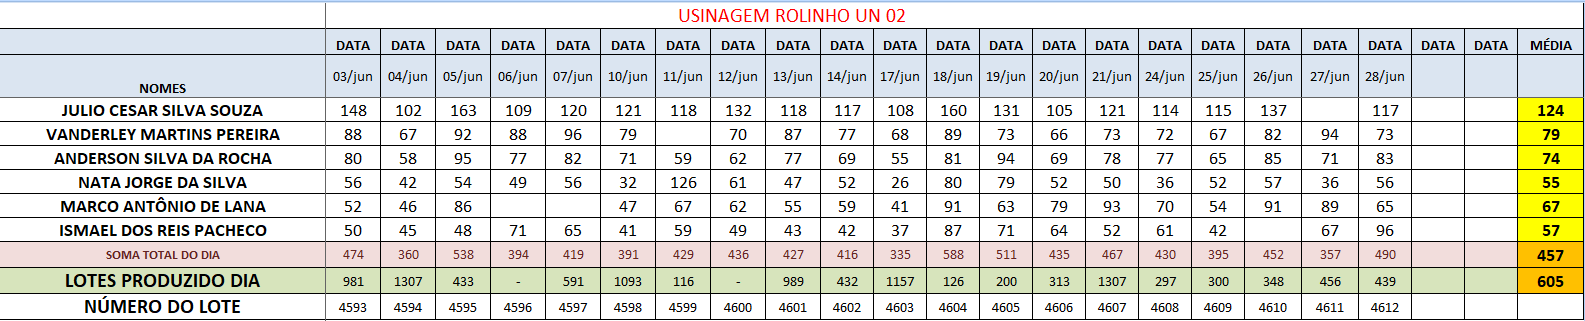 USINAGEM ROLINHO UN 02
DATA DATA DATA DATA DATA DATA DATA DATA DATA DATA DATA DATA DATA DATA DATA DATA DATA DATA DATA DATA DATA DATA MÉDIA
NOMES 03/jun 04/jun 05/jun 06/jun 07/jun 10/jun 11/jun 12/jun 13/jun 14/jun 17/jun 18/jun 19/jun 20/jun 21/jun 24/jun 25/jun 26/jun 27/jun 28/jun
JULIO CESAR SILVA SOUZA 148 102 163 109 120 121 118 132 118 117 108 160 131 105 121 114 115 137 117 124
VANDERLEY MARTINS PEREIRA 88 67 92 88 96 79 70 87 77 68 89 73 66 73 72 67 82 94 73 79
ANDERSON SILVA DA ROCHA 80 58 95 77 82 71 59 62 77 69 55 81 94 69 78 77 65 85 71 83 74
NATA JORGE DA SILVA 56 42 54 49 56 32 126 61 47 52 26 80 79 52 50 36 52 57 36 56 55
MARCO ANTÔNIO DE LANA 52 46 86 47 67 62 55 59 41 91 63 79 93 70 54 91 89 65 67
ISMAEL DOS REIS PACHECO 50 45 48 71 65 41 59 49 43 42 37 87 71 64 52 61 42 67 96 57
SOMA TOTAL DO DIA 474 360 538 394 419 391 429 436 427 416 335 588 511 435 467 430 395 452 357 490 457
LOTES PRODUZIDO DIA 981 1307 433 - 591 1093 116 - 989 432 1157 126 200 313 1307 297 300 348 456 439 605
NÚMERO DO LOTE 4593 4594 4595 4596 4597 4598 4599 4600 4601 4602 4603 4604 4605 4606 4607 4608 4609 4610 4611 4612